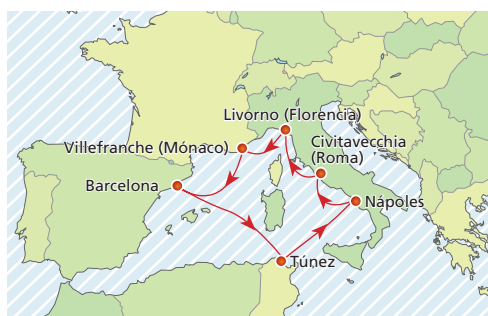 Livorno (Florencia)
Villefranche (Mónaco)
Civitavecchia
(Roma)
Barcelona
Nápoles
Túnez